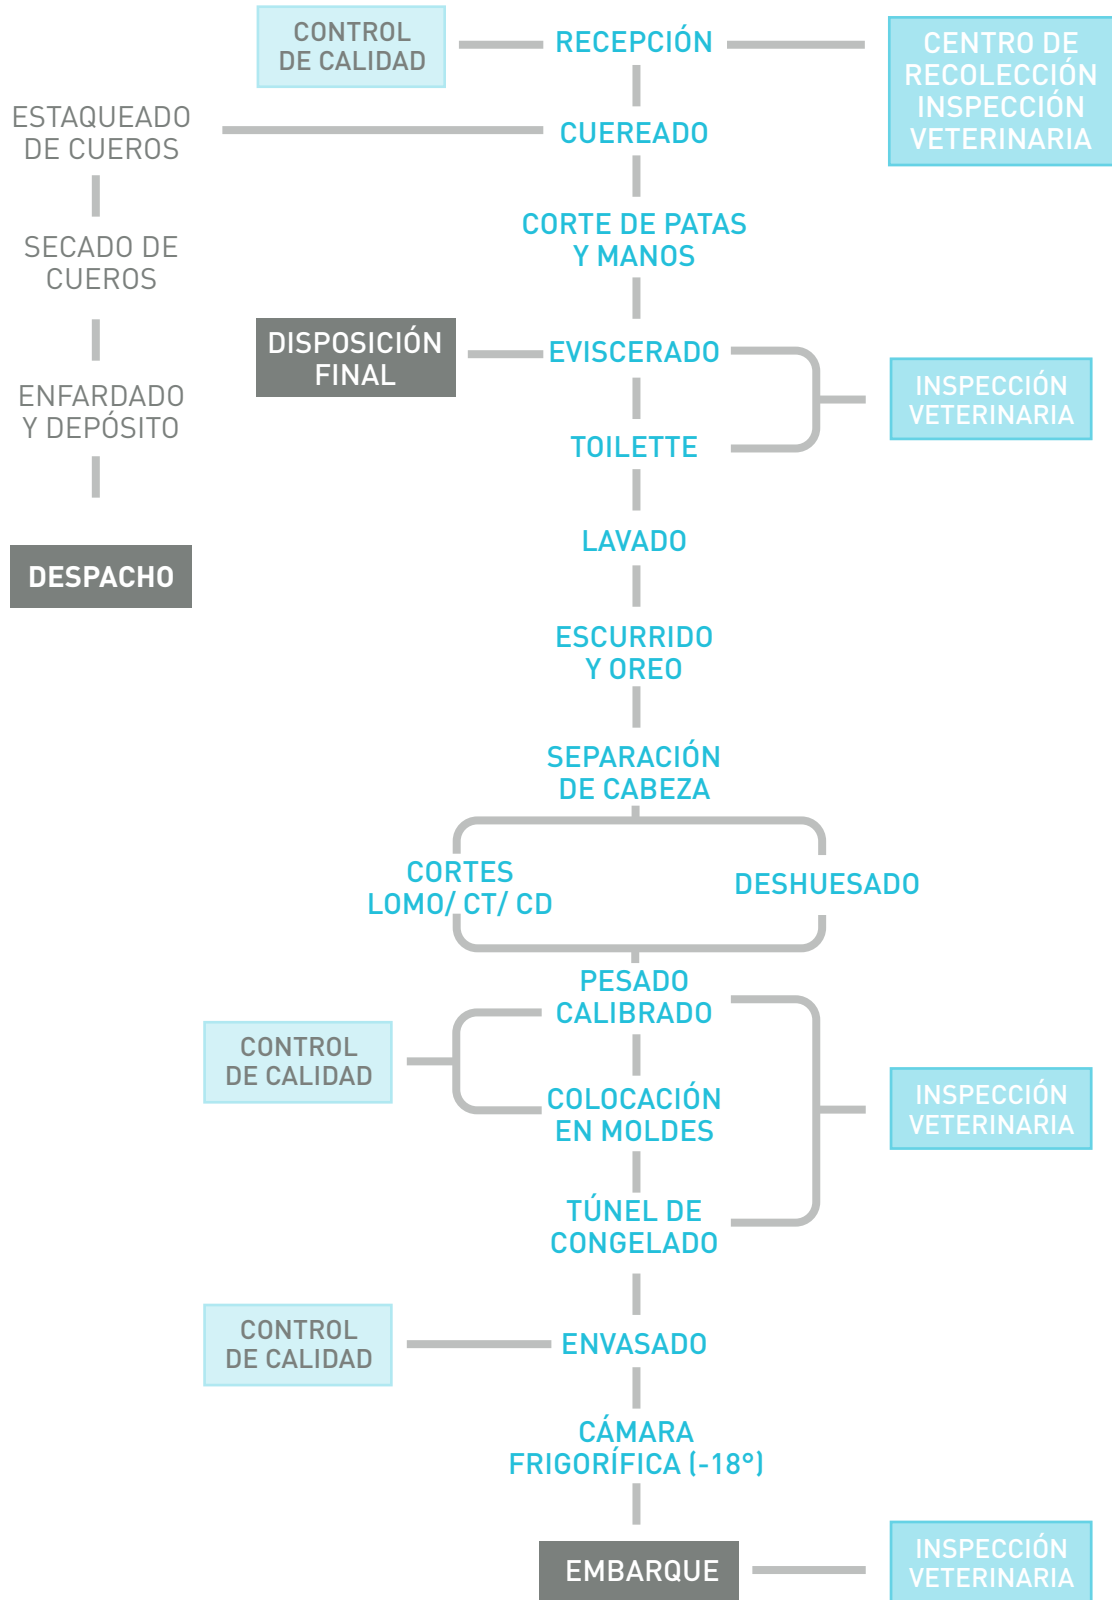 CONTROL
DE CALIDAD
RECEPCIÓN
CENTRO DE
RECOLECCIÓN
INSPECCIÓN
VETERINARIA
ESTAQUEADO
DE CUEROS
CUEREADO
SECADO DE
CUEROS
CORTE DE PATAS
Y MANOS
ENFARDADO
Y DEPÓSITO
DISPOSICIÓN
FINAL
EVISCERADO
INSPECCIÓN
VETERINARIA
TOILETTE
DESPACHO
LAVADO
ESCURRIDO
Y OREO
SEPARACIÓN
DE CABEZA
CORTES
LOMO/ CT/ CD
DESHUESADO
PESADO
CALIBRADO
CONTROL
DE CALIDAD
COLOCACIÓN
EN MOLDES
INSPECCIÓN
VETERINARIA
TÚNEL DE
CONGELADO
CONTROL
DE CALIDAD
ENVASADO
CÁMARA
FRIGORÍFICA (-18°)
EMBARQUE
INSPECCIÓN
VETERINARIA